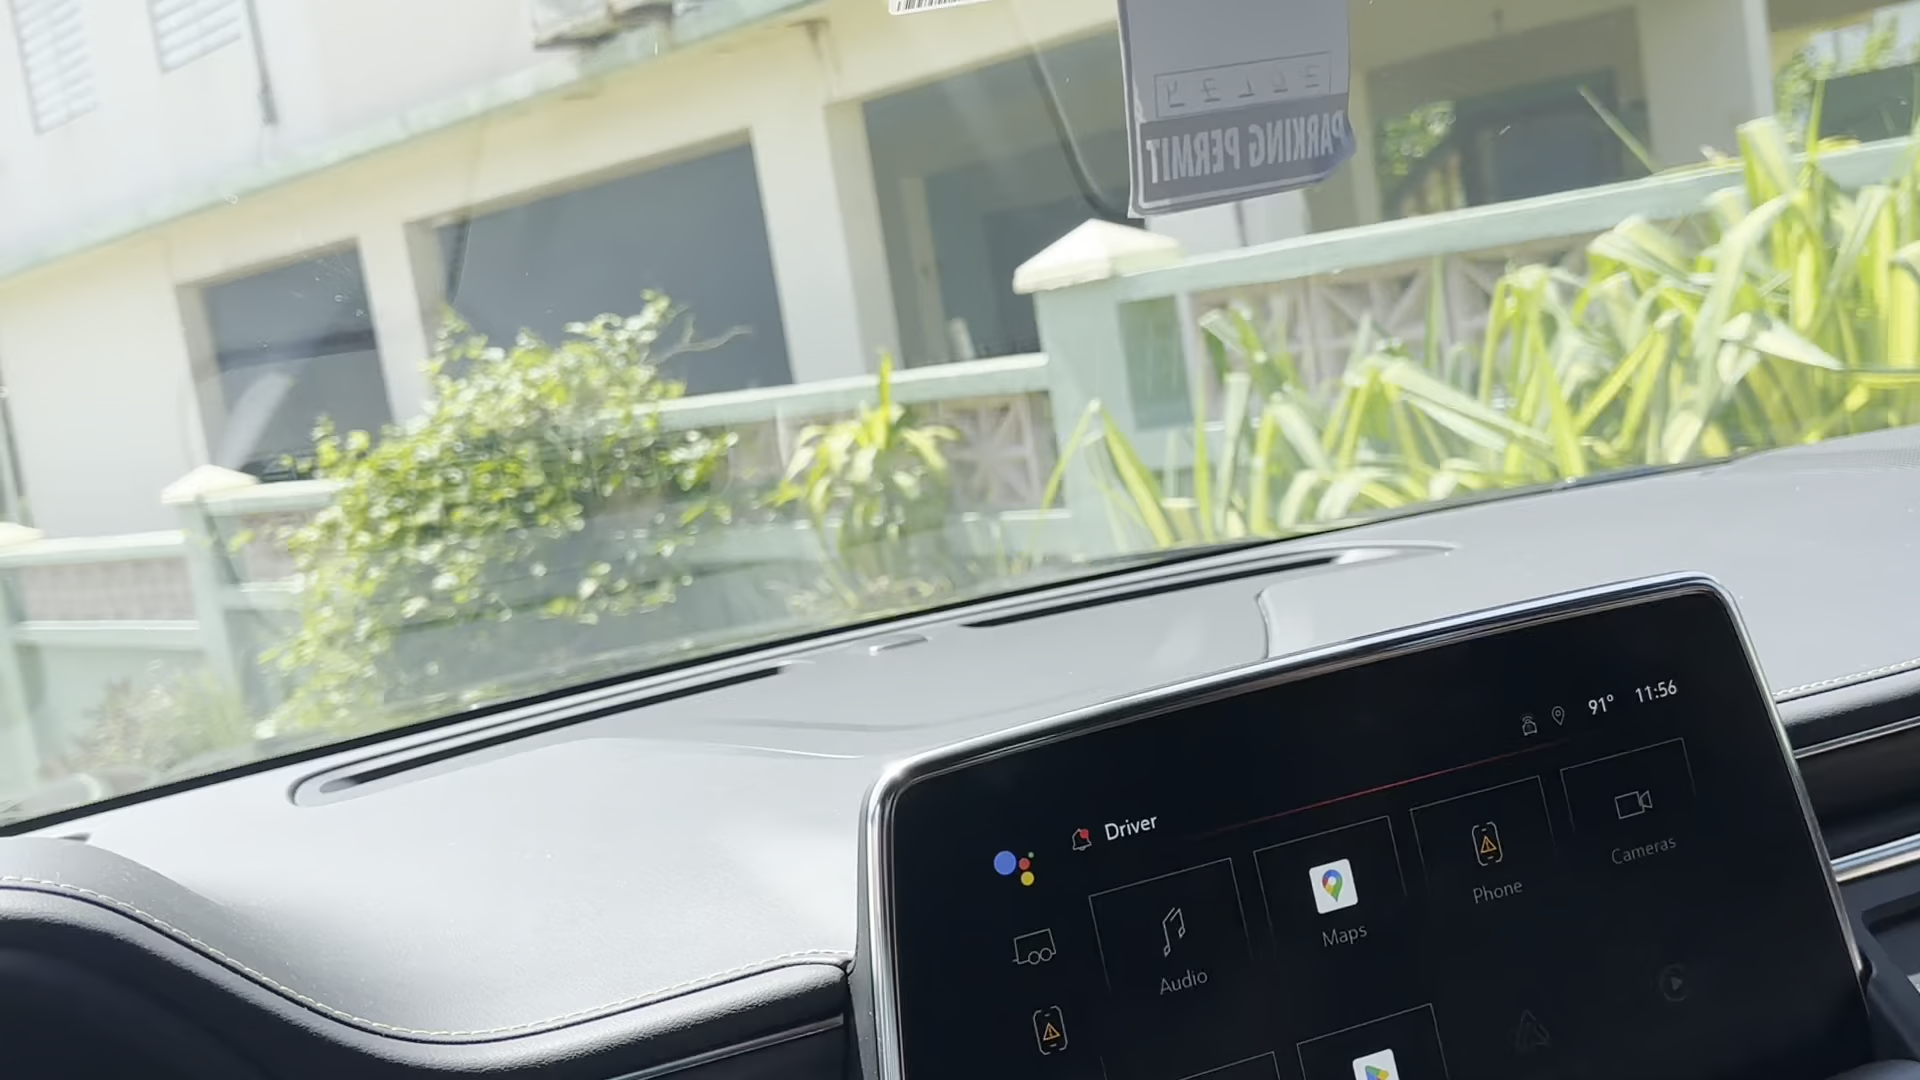 PARKING PERMIT
91° 11:56
Driver
Audio
Maps
Phone
Cameras